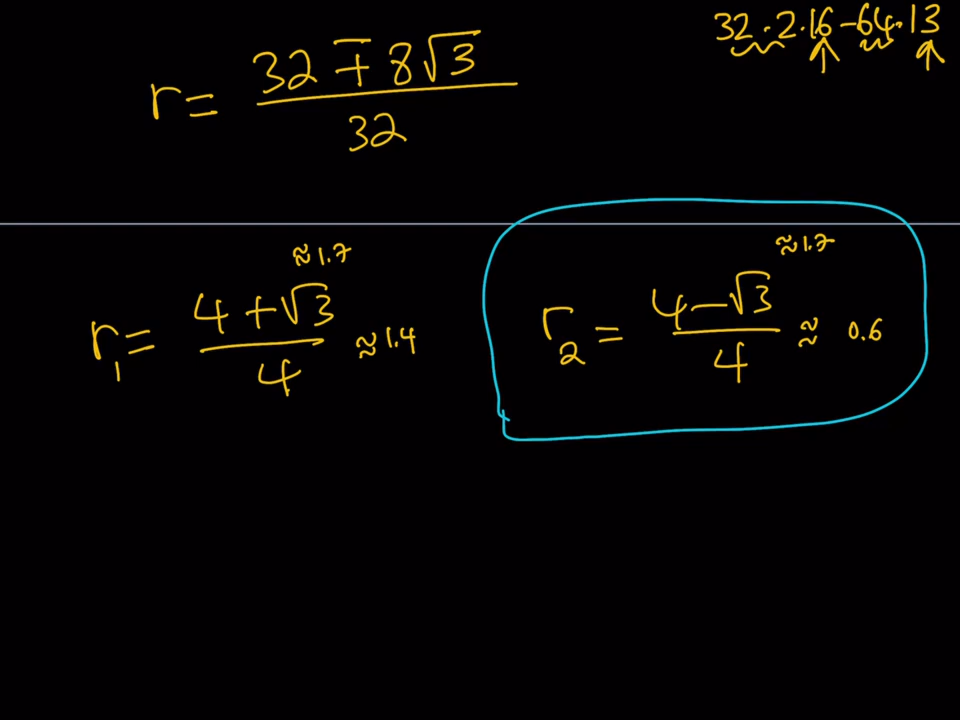 32·2·16-64·13
r = (32 ∓ 8√3)/32
≈1.7
r₁ = (4+√3)/4 ≈1.4
≈1.7
r₂ = (4-√3)/4 ≈ 0.6